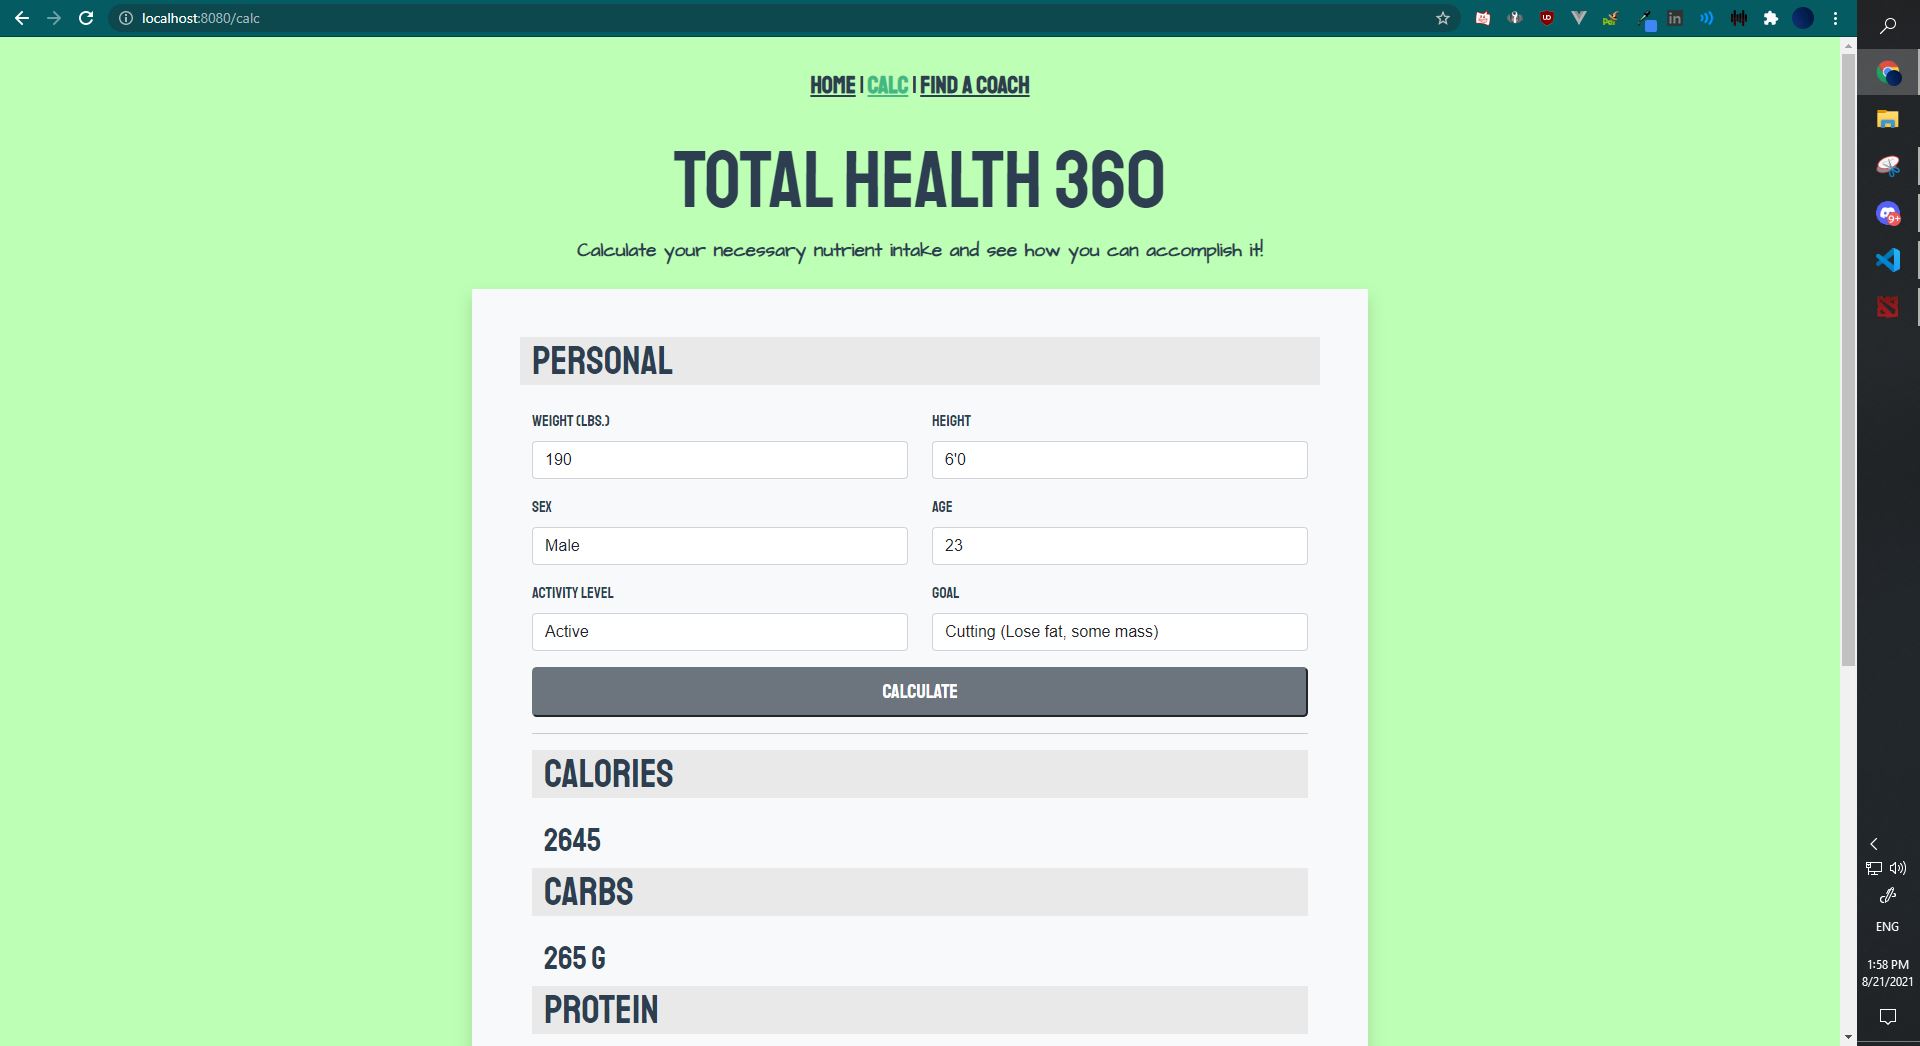 localhost:8080/calc
HOME | CALC | FIND A COACH
TOTAL HEALTH 360
Calculate your necessary nutrient intake and see how you can accomplish it!
PERSONAL
WEIGHT (LBS.) HEIGHT
190 6'0
SEX AGE
Male 23
ACTIVITY LEVEL GOAL
Active Cutting (Lose fat, some mass)
CALCULATE
CALORIES
2645
CARBS
265 G
PROTEIN
9+
ENG
1:58 PM
8/21/2021